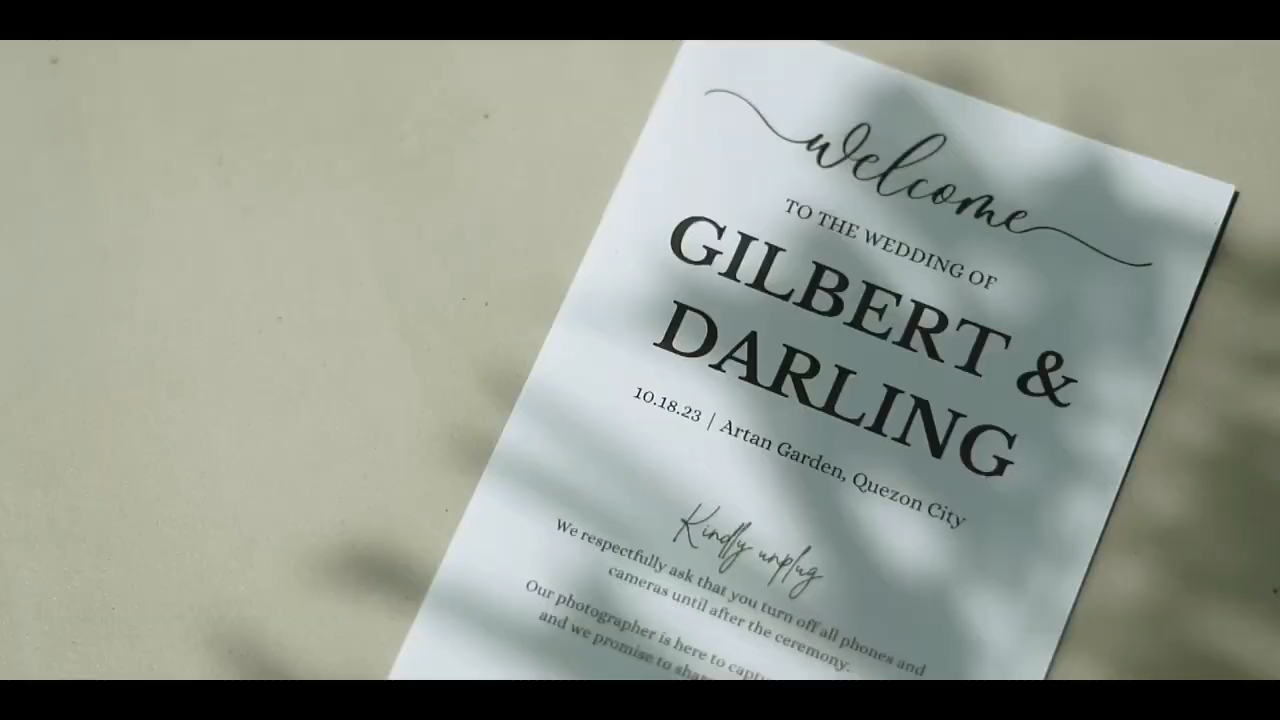 welcome
TO THE WEDDING OF
GILBERT &
DARLING
10.18.23 | Artan Garden, Quezon City
Kindly unplug
We respectfully ask that you turn off all phones and
cameras until after the ceremony.
Our photographer is here to
and we promise to